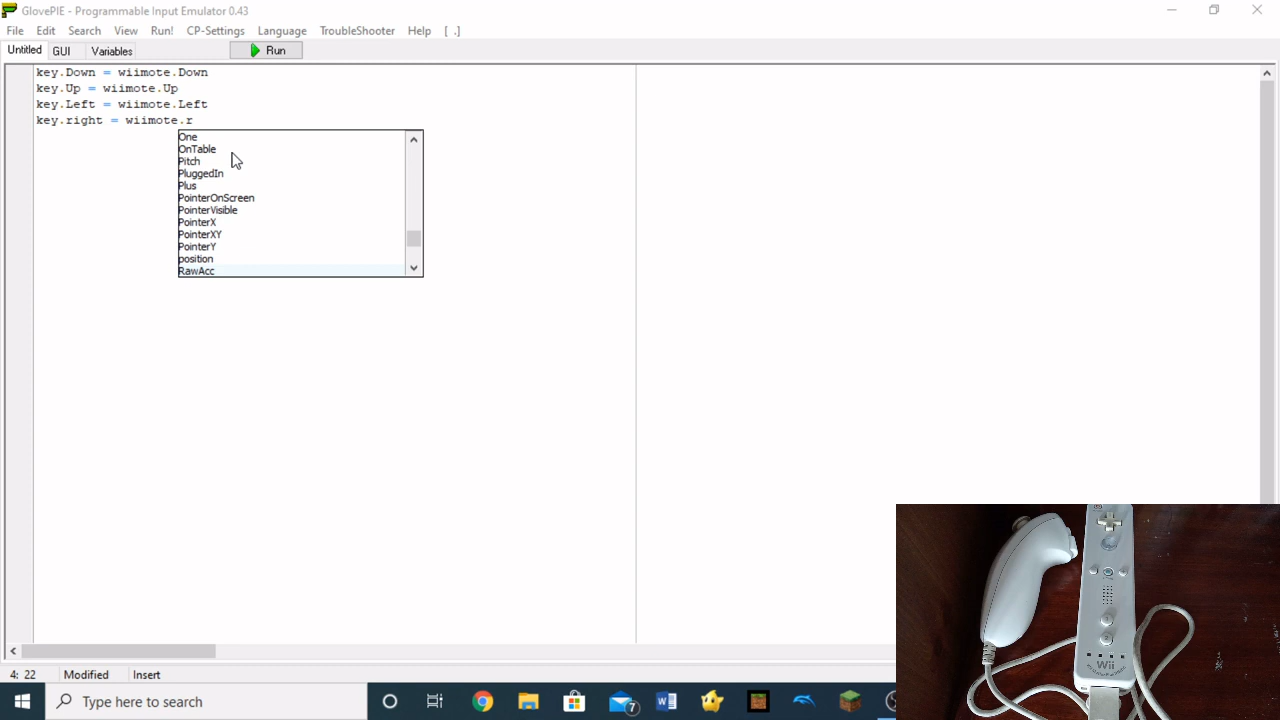 GlovePIE - Programmable Input Emulator 0.43
File Edit Search View Run! CP-Settings Language TroubleShooter Help [ .]
Untitled GUI Variables Run
key.Down = wiimote.Down
key.Up = wiimote.Up
key.Left = wiimote.Left
key.right = wiimote.r
One
OnTable
Pitch
PluggedIn
Plus
PointerOnScreen
PointerVisible
PointerX
PointerXY
PointerY
position
RawAcc
4: 22 Modified Insert
Type here to search
7
Wii